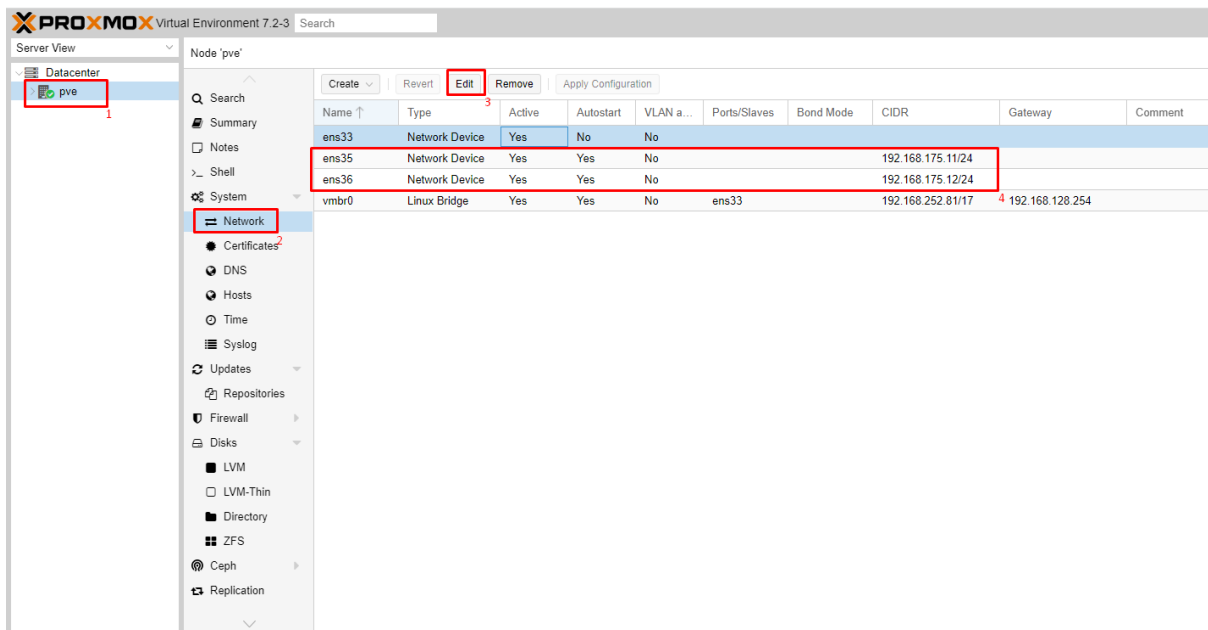 PROXMOX Virtual Environment 7.2-3 Search
Server View
Datacenter
pve
1
Node 'pve'
Search
Summary
Notes
Shell
System
Network
2
Certificates
DNS
Hosts
Time
Syslog
Updates
Repositories
Firewall
Disks
LVM
LVM-Thin
Directory
ZFS
Ceph
Replication
Create Revert Edit Remove Apply Configuration
3
Name Type Active Autostart VLAN a... Ports/Slaves Bond Mode CIDR Gateway Comment
ens33 Network Device Yes No No
ens35 Network Device Yes Yes No 192.168.175.11/24
ens36 Network Device Yes Yes No 192.168.175.12/24
vmbr0 Linux Bridge Yes Yes No ens33 192.168.252.81/17 4 192.168.128.254